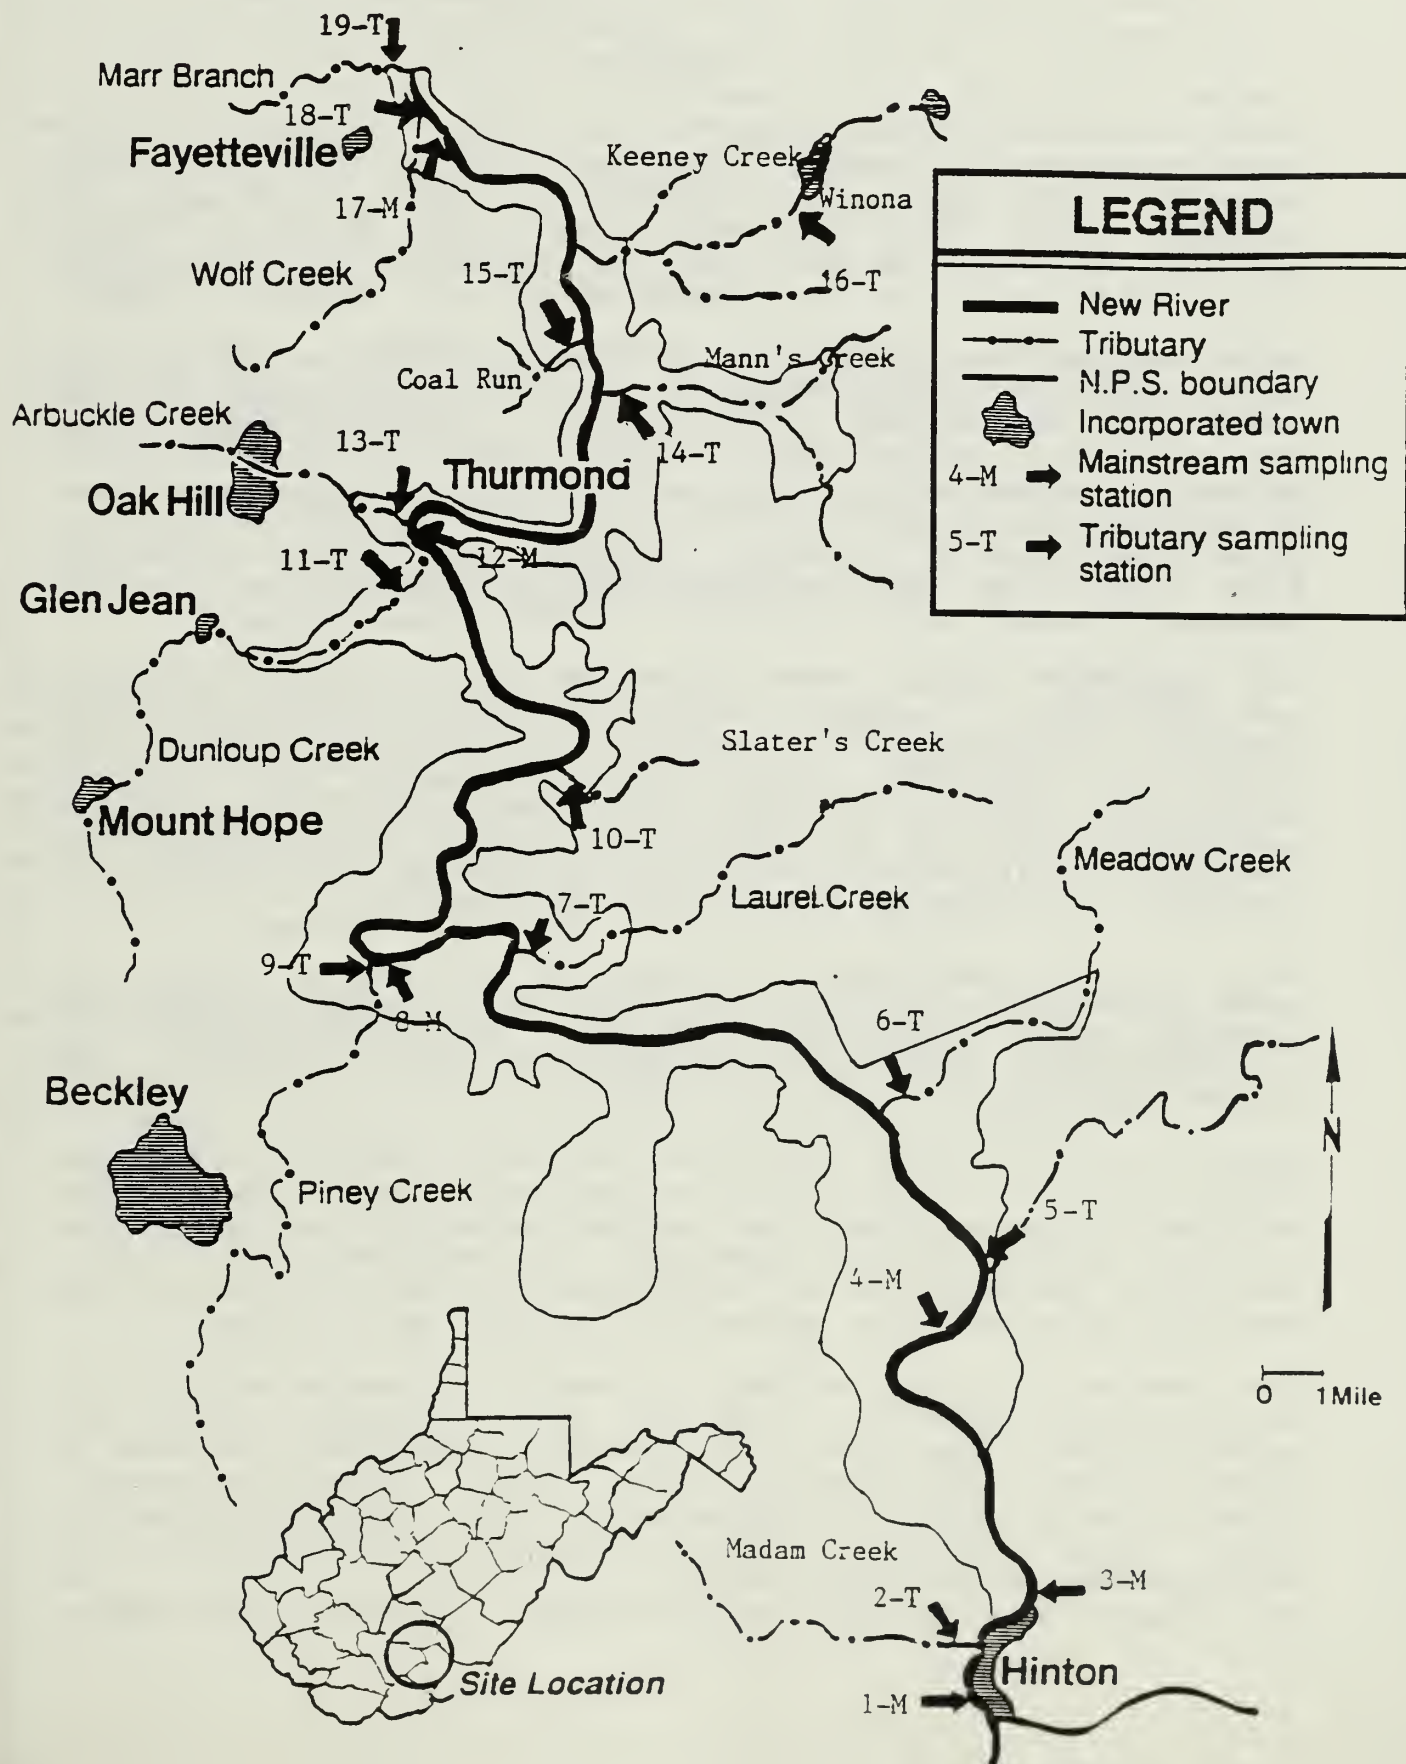 19-T
Marr Branch
18-T
Fayetteville
Keeney Creek
Winona
17-M
Wolf Creek
15-T
16-T
LEGEND
New River
Tributary
N.P.S. boundary
Incorporated town
4-M
Mainstream sampling
station
5-T
Tributary sampling
station
Mann's Creek
Coal Run
Arbuckle Creek
13-T
14-T
Thurmond
Oak Hill
11-T
12-M
Glen Jean
Dunloup Creek
Slater's Creek
Mount Hope
10-T
Meadow Creek
Laurel Creek
7-T
9-T
8-M
6-T
Beckley
N
Piney Creek
5-T
4-M
0 1 Mile
Madam Creek
3-M
2-T
Hinton
Site Location
1-M